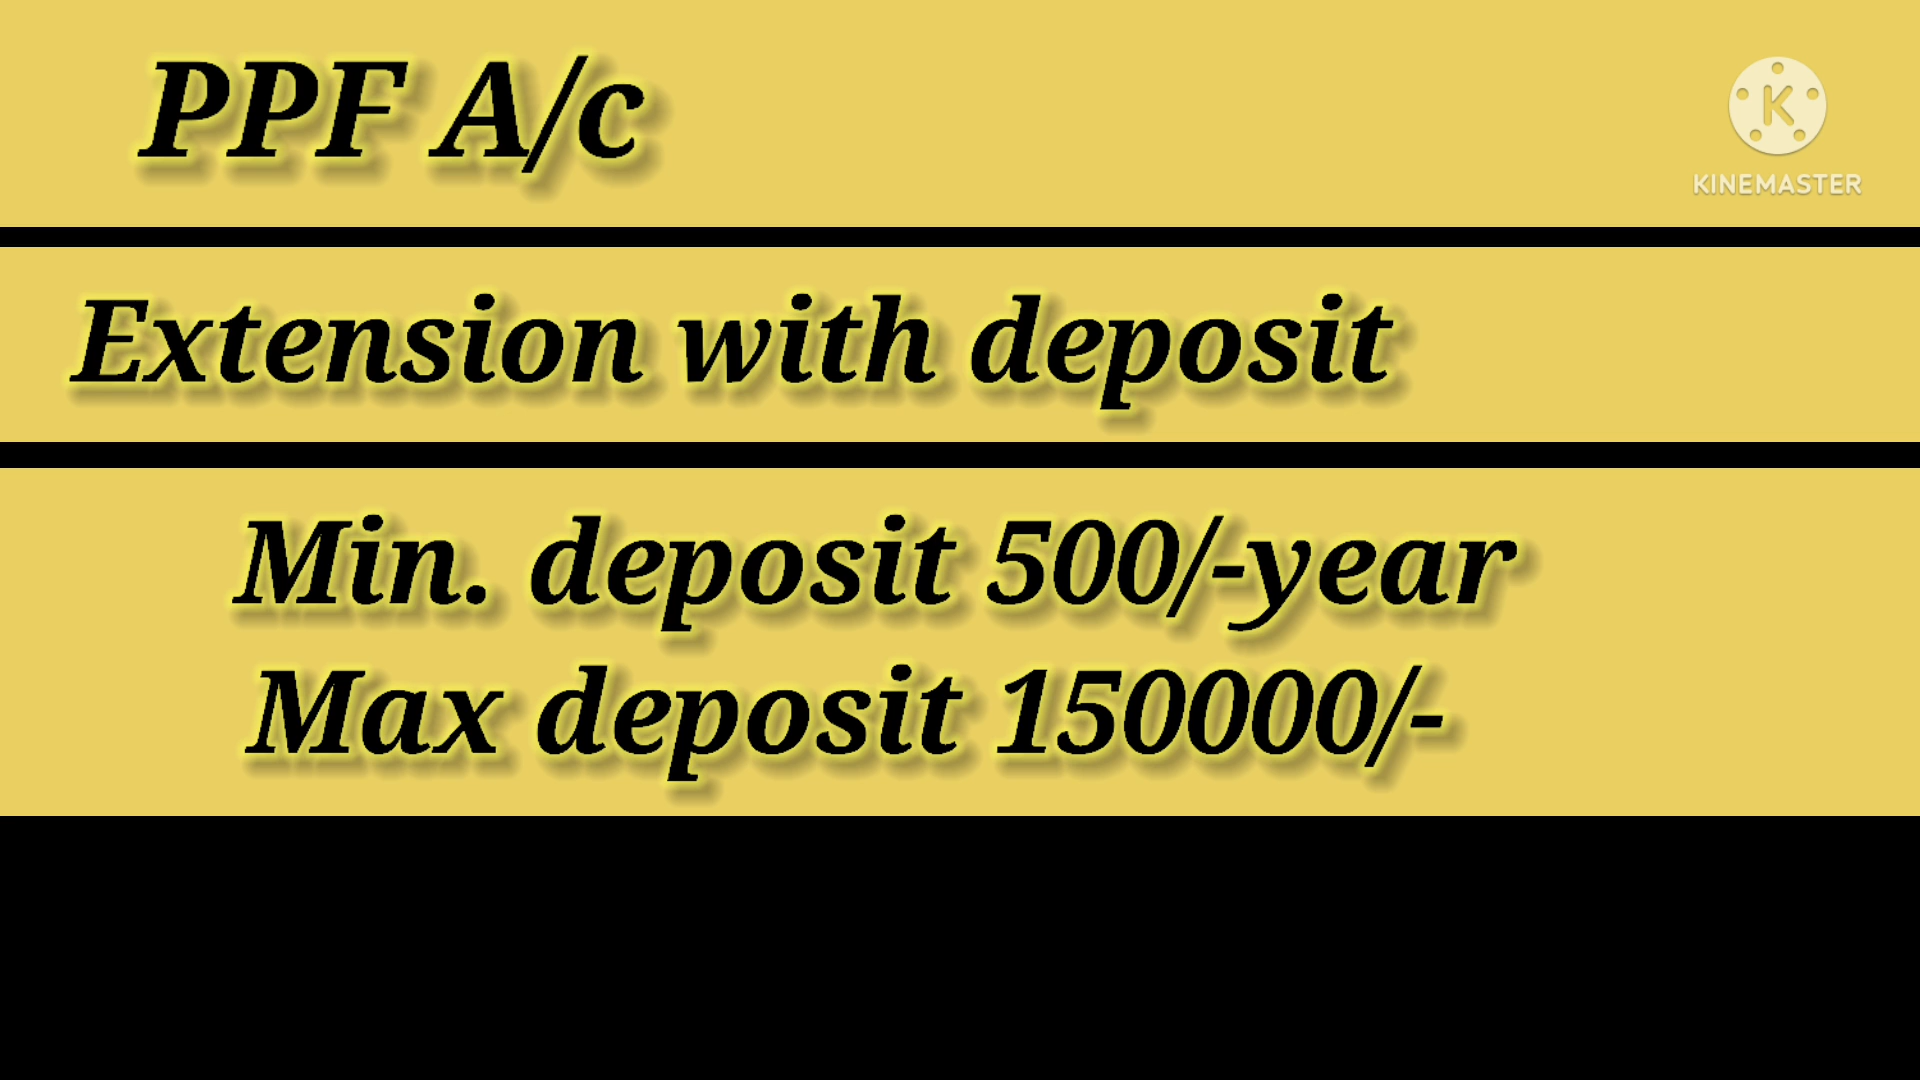 PPF A/c
K
KINEMASTER
Extension with deposit
Min. deposit 500/-year
Max deposit 150000/-